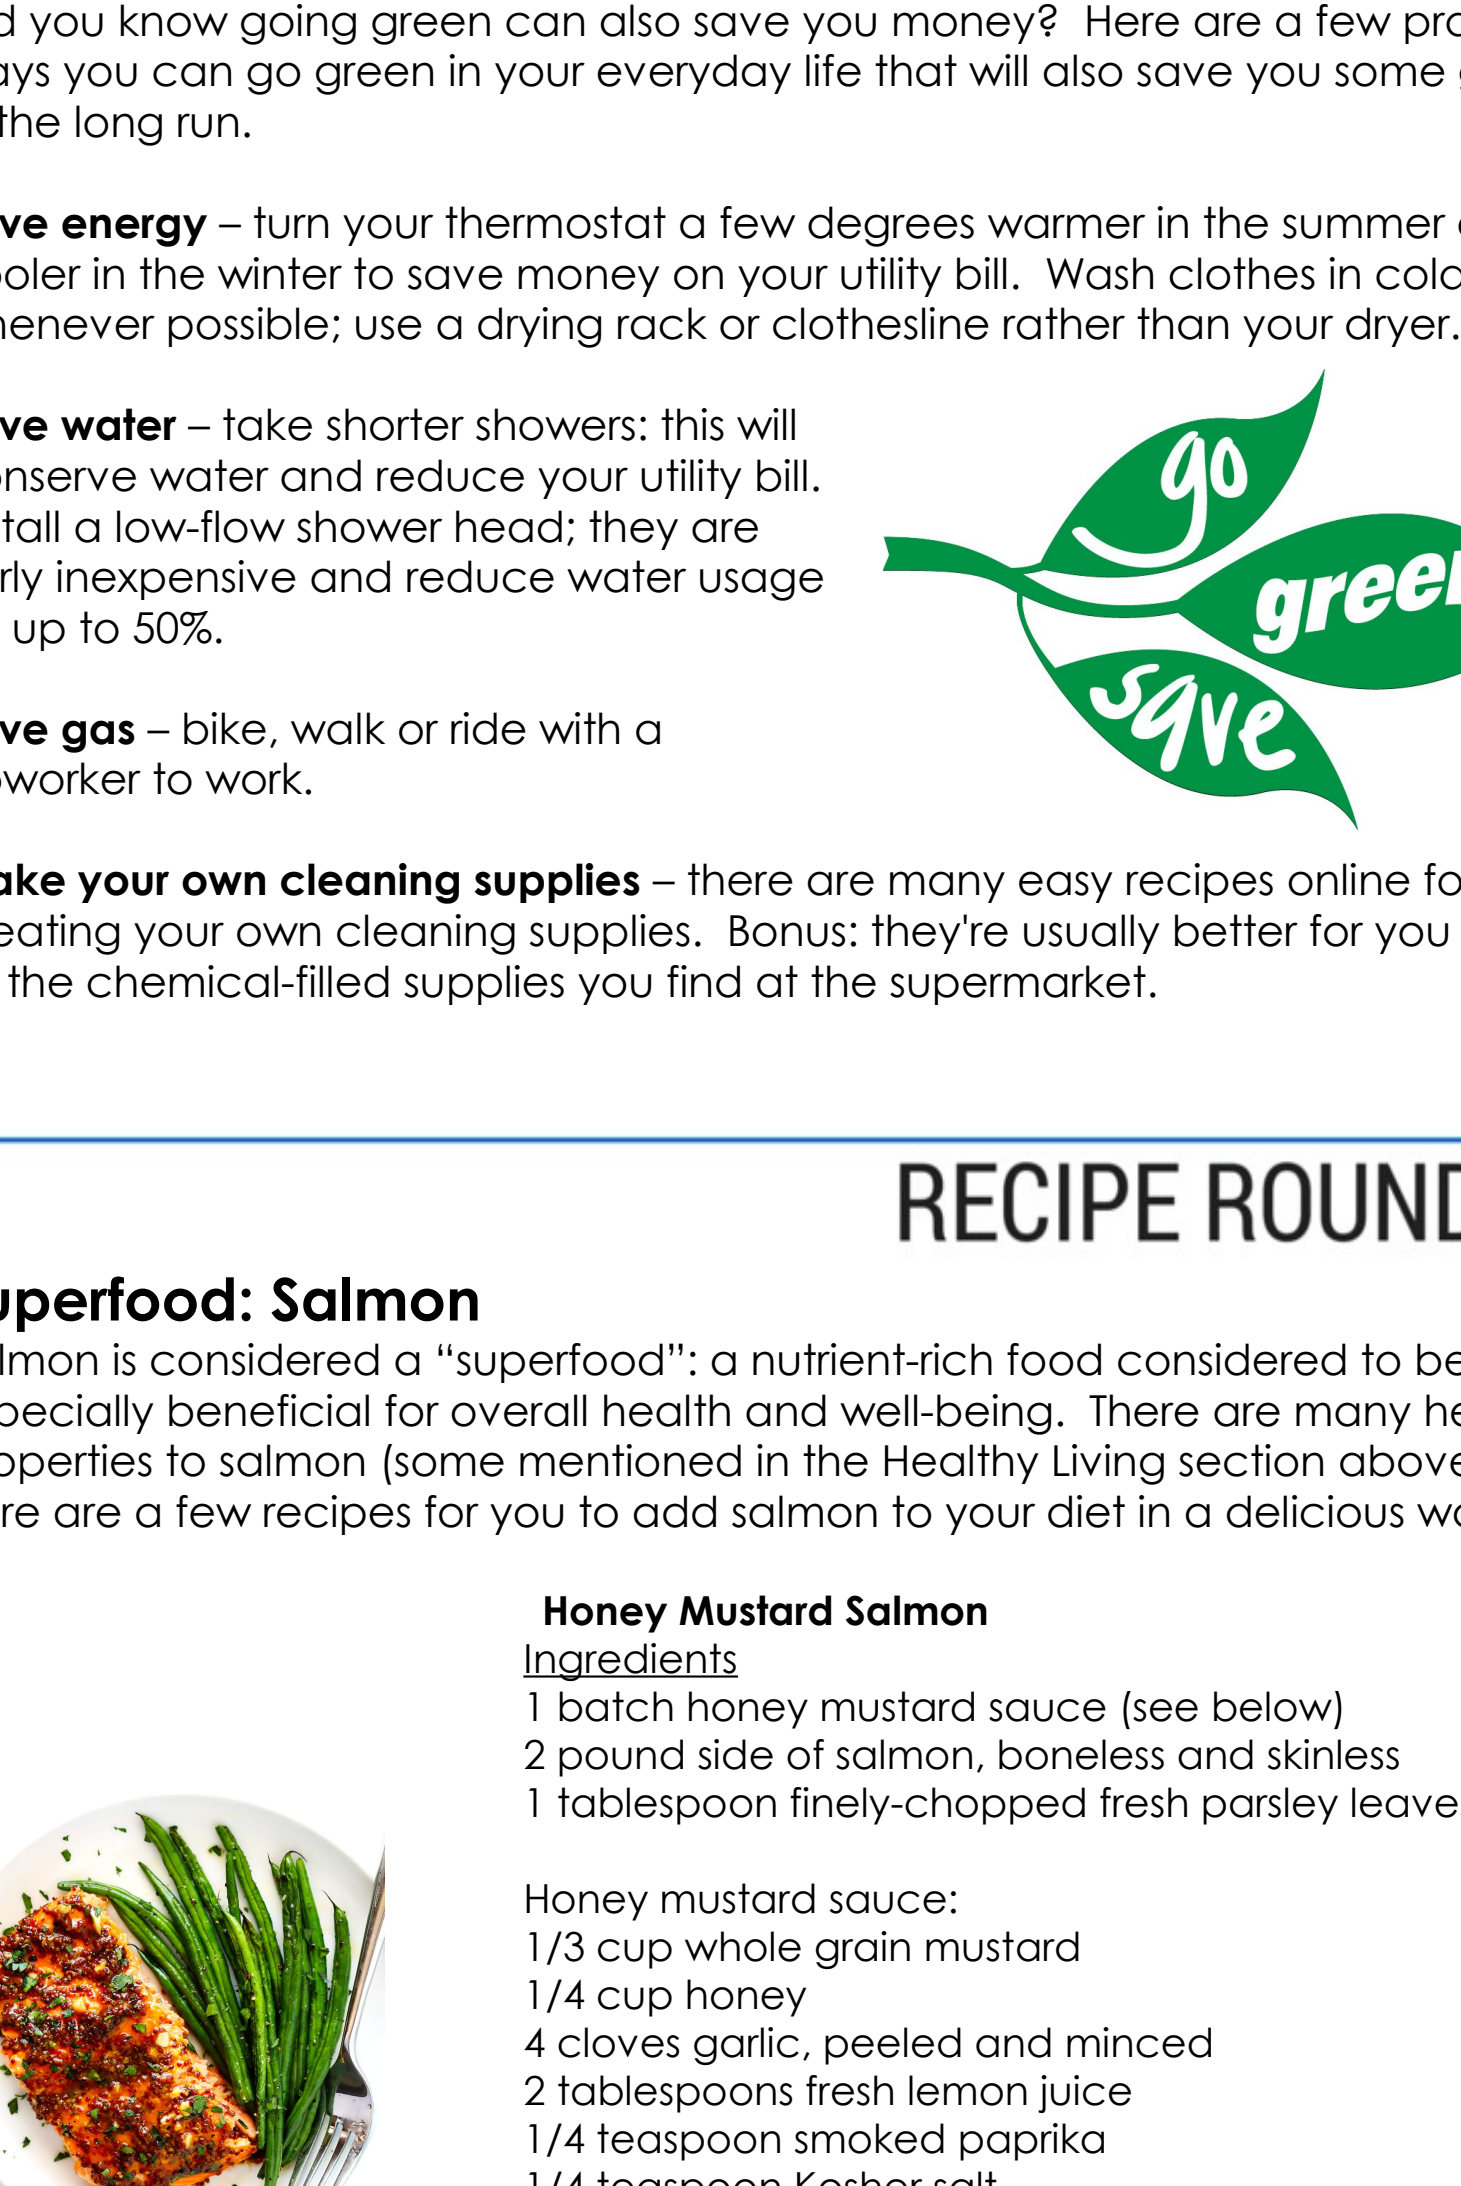 d you know going green can also save you money? Here are a few pro
ays you can go green in your everyday life that will also save you some g
the long run.
ve energy – turn your thermostat a few degrees warmer in the summer
oler in the winter to save money on your utility bill. Wash clothes in cold
henever possible; use a drying rack or clothesline rather than your dryer.
ve water – take shorter showers: this will
onserve water and reduce your utility bill.
tall a low-flow shower head; they are
rly inexpensive and reduce water usage
up to 50%.
go
green
save
ve gas – bike, walk or ride with a
oworker to work.
ake your own cleaning supplies – there are many easy recipes online fo
eating your own cleaning supplies. Bonus: they're usually better for you
the chemical-filled supplies you find at the supermarket.
RECIPE ROUND
uperfood: Salmon
lmon is considered a “superfood”: a nutrient-rich food considered to be
pecially beneficial for overall health and well-being. There are many he
operties to salmon (some mentioned in the Healthy Living section above
re are a few recipes for you to add salmon to your diet in a delicious wa
Honey Mustard Salmon
Ingredients
1 batch honey mustard sauce (see below)
2 pound side of salmon, boneless and skinless
1 tablespoon finely-chopped fresh parsley leaves
Honey mustard sauce:
1/3 cup whole grain mustard
1/4 cup honey
4 cloves garlic, peeled and minced
2 tablespoons fresh lemon juice
1/4 teaspoon smoked paprika
1/4 teaspoon Kosher salt